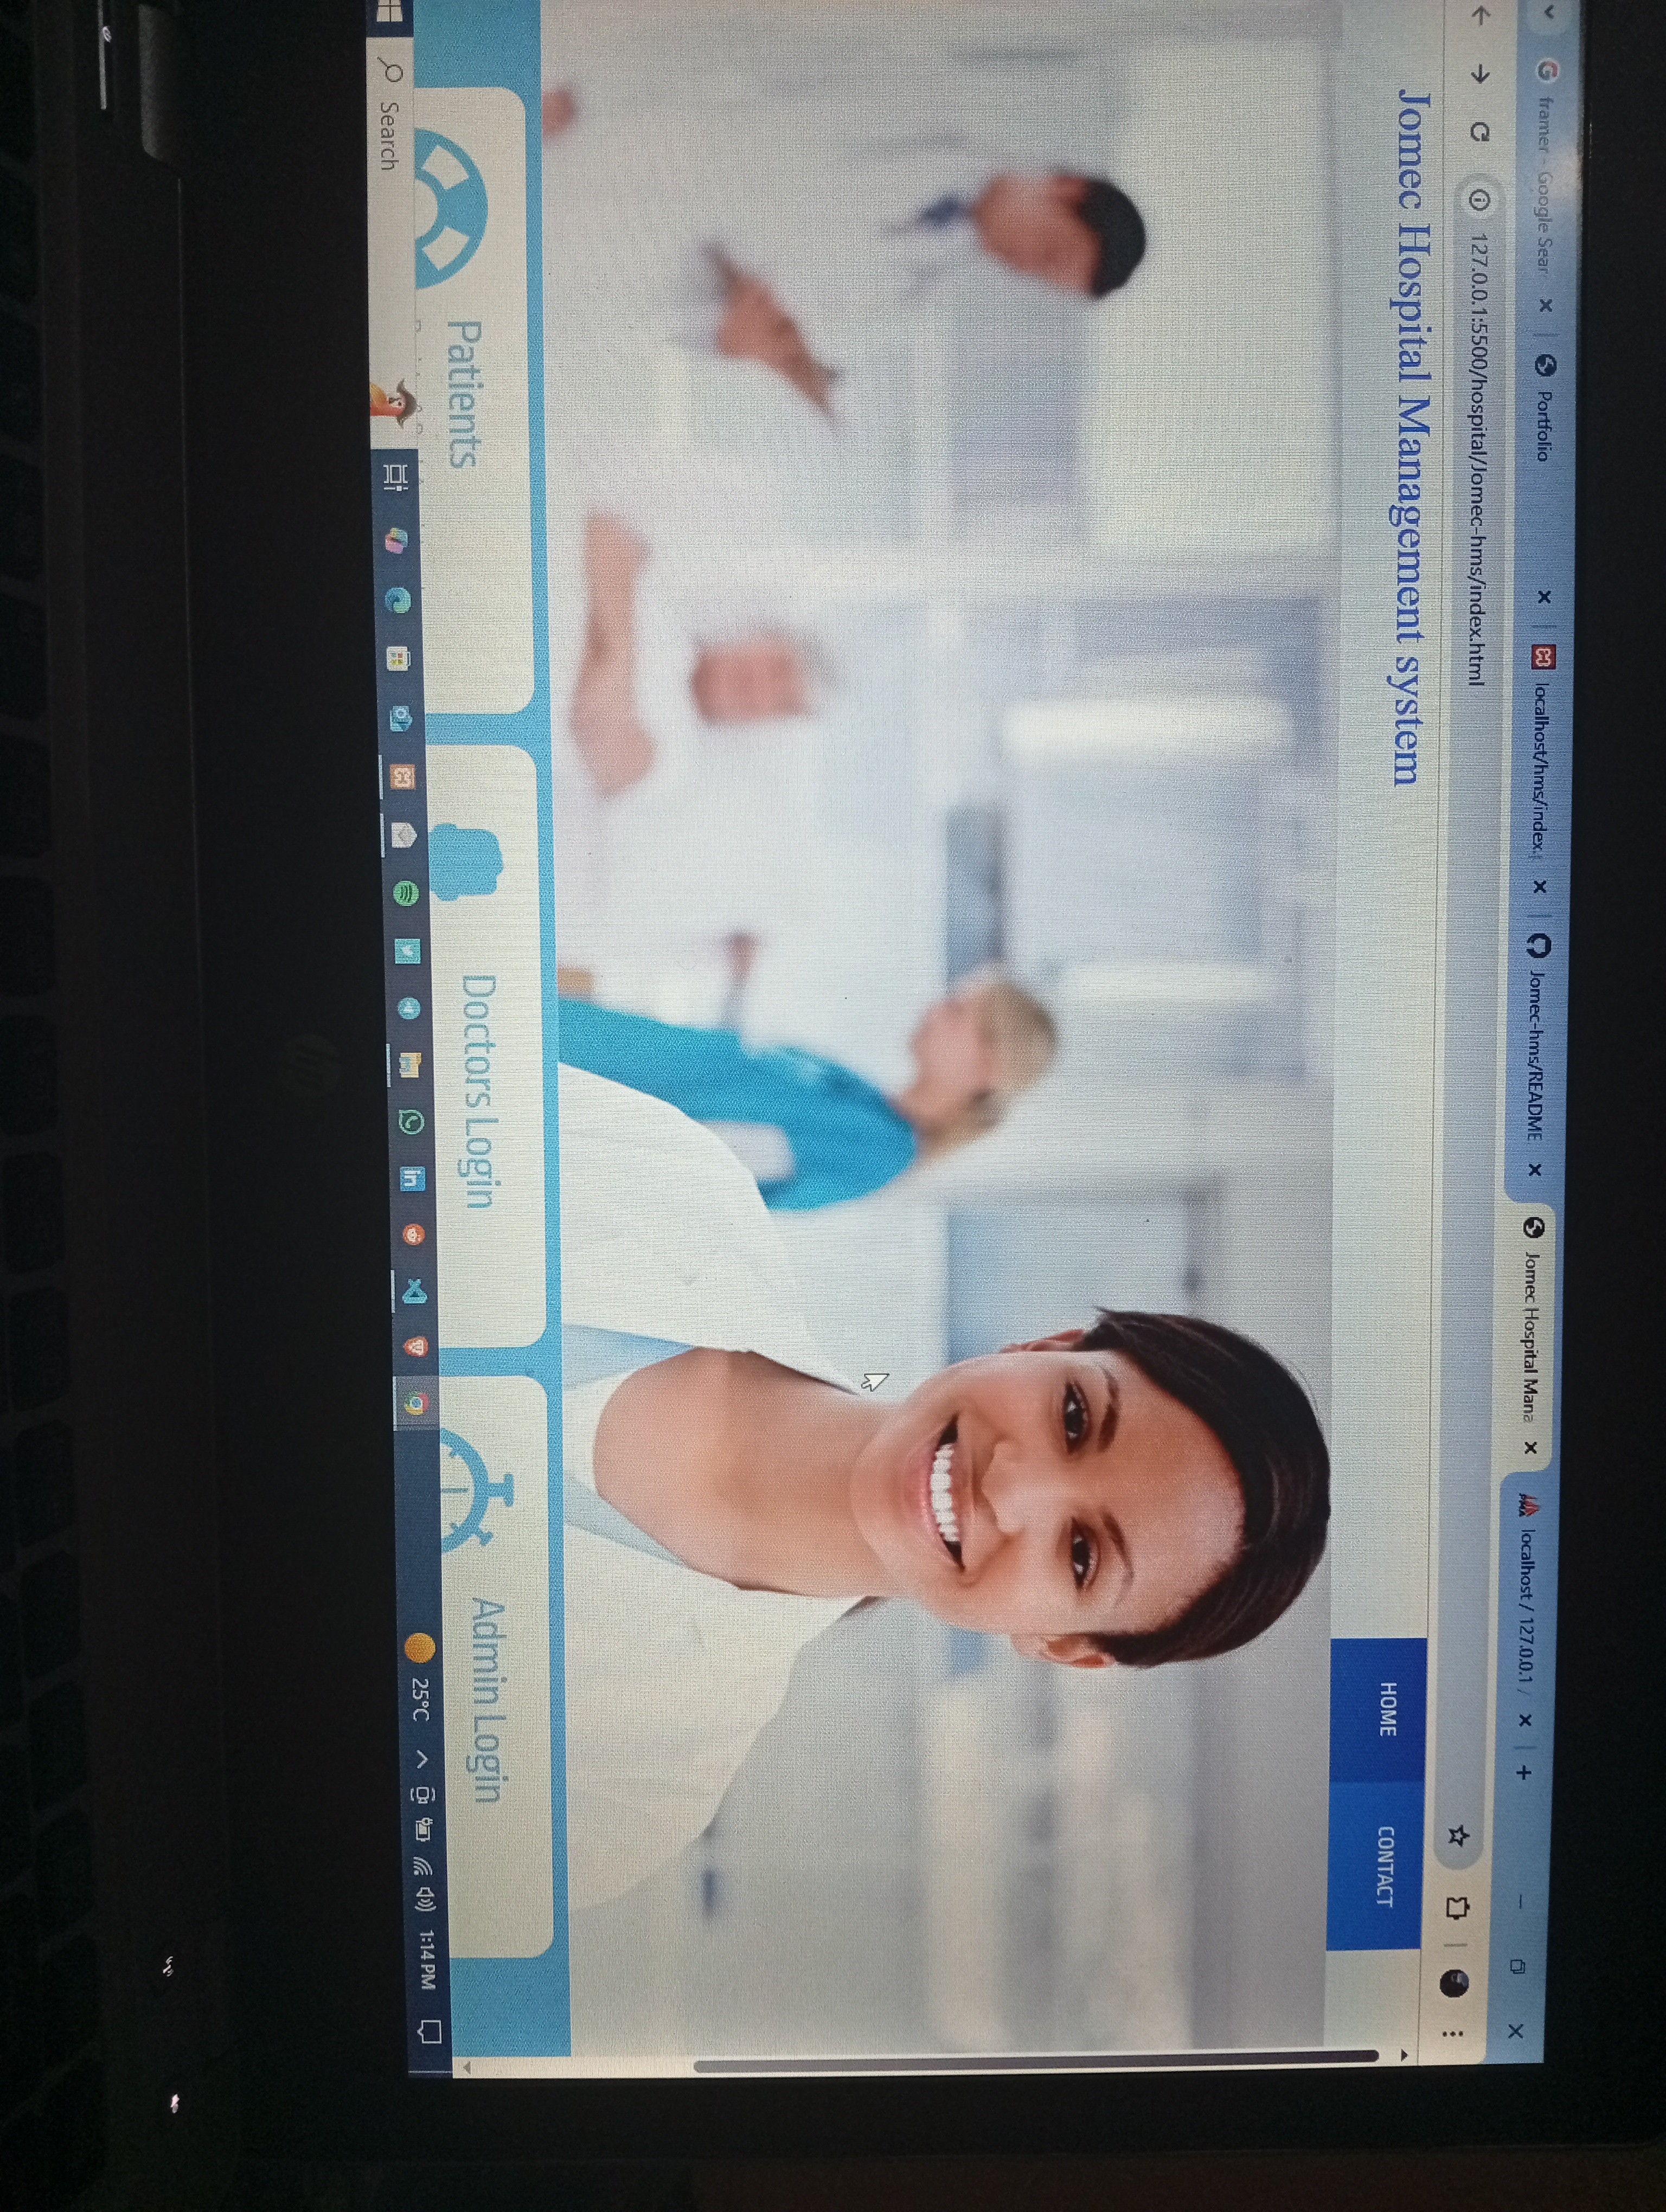 framer - Google Sear
Portfolio
localhost/hms/index.
Jomec-hms/README
Jomec Hospital Mana
localhost / 127.0.0.1 /
127.0.0.1:5500/hospital/Jomec-hms/index.html
Jomec Hospital Management system
HOME
CONTACT
Patients
Doctors Login
Admin Login
Search
25°C
1:14 PM